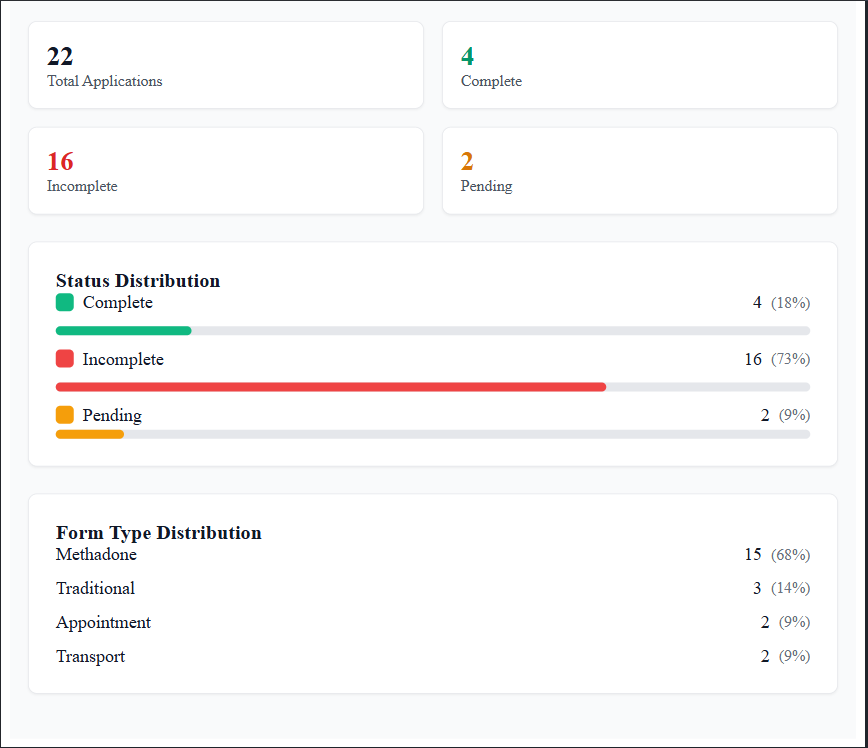 22
Total Applications
4
Complete
16
Incomplete
2
Pending
Status Distribution
Complete 4 (18%)
Incomplete 16 (73%)
Pending 2 (9%)
Form Type Distribution
Methadone 15 (68%)
Traditional 3 (14%)
Appointment 2 (9%)
Transport 2 (9%)